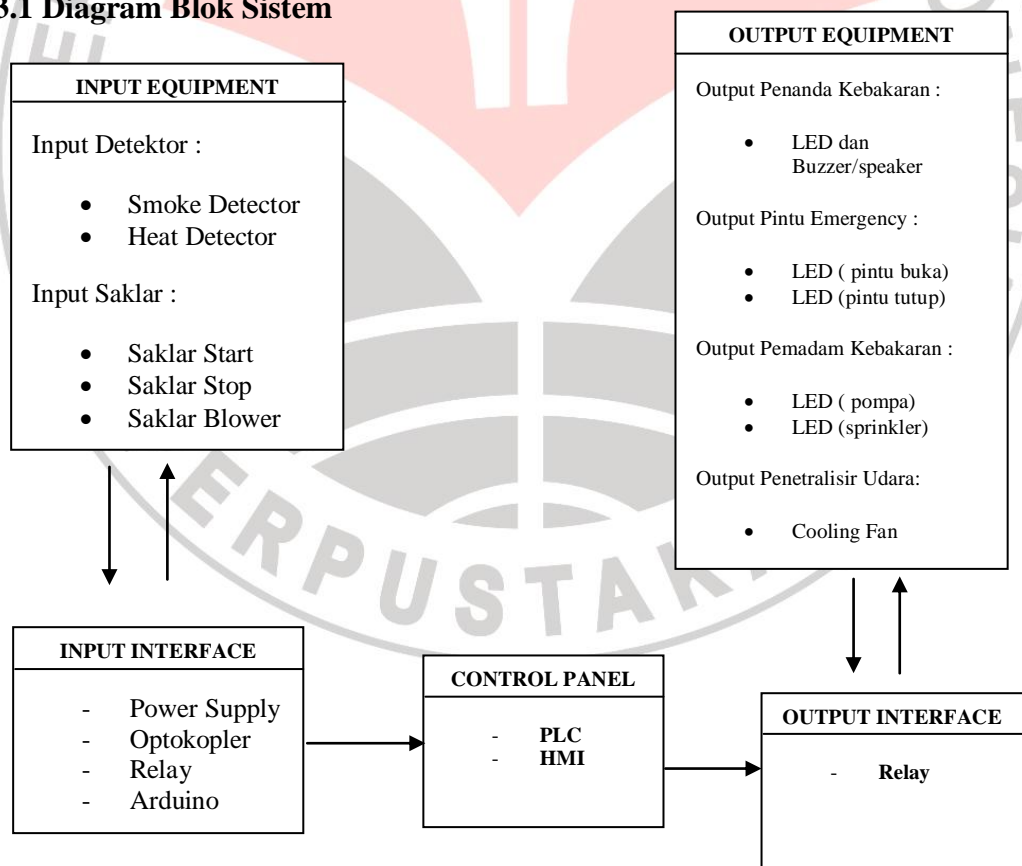 3.1 Diagram Blok Sistem
INPUT EQUIPMENT
Input Detektor :
• Smoke Detector
• Heat Detector
Input Saklar :
• Saklar Start
• Saklar Stop
• Saklar Blower
OUTPUT EQUIPMENT
Output Penanda Kebakaran :
• LED dan
Buzzer/speaker
Output Pintu Emergency :
• LED ( pintu buka)
• LED (pintu tutup)
Output Pemadam Kebakaran :
• LED ( pompa)
• LED (sprinkler)
Output Penetralisir Udara:
• Cooling Fan
INPUT INTERFACE
- Power Supply
- Optokopler
- Relay
- Arduino
CONTROL PANEL
- PLC
- HMI
OUTPUT INTERFACE
- Relay